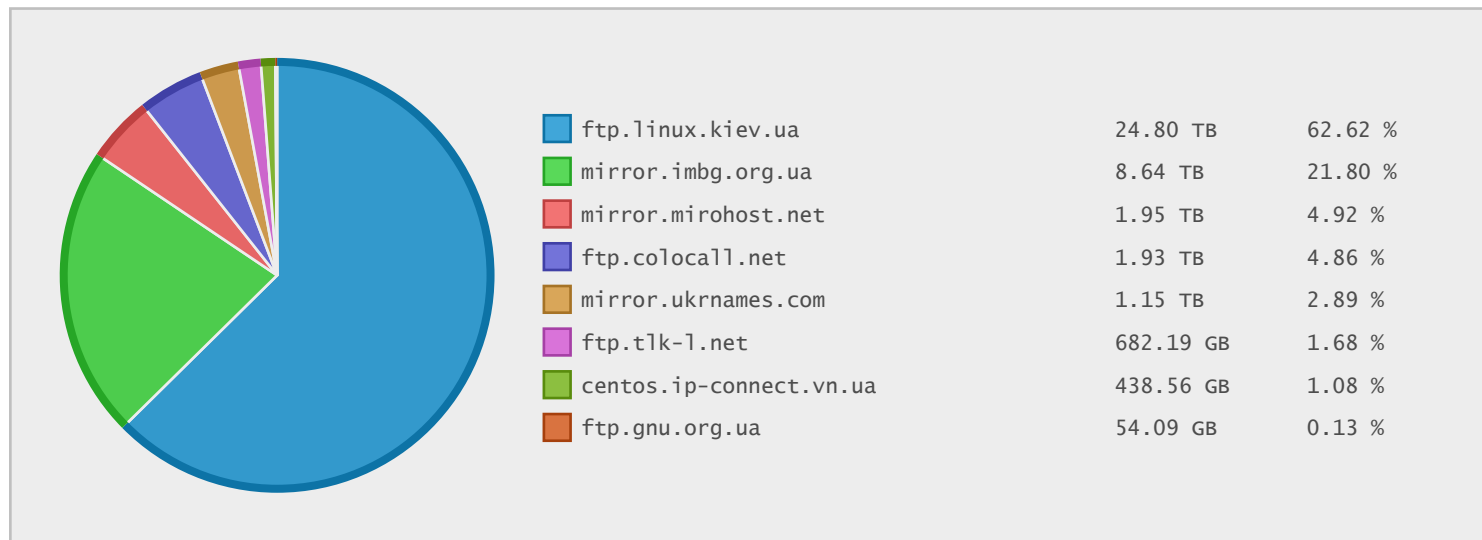 ftp.linux.kiev.ua 24.80 TB 62.62 %
mirror.imbg.org.ua 8.64 TB 21.80 %
mirror.mirohost.net 1.95 TB 4.92 %
ftp.colocall.net 1.93 TB 4.86 %
mirror.ukrnames.com 1.15 TB 2.89 %
ftp.tlk-l.net 682.19 GB 1.68 %
centos.ip-connect.vn.ua 438.56 GB 1.08 %
ftp.gnu.org.ua 54.09 GB 0.13 %